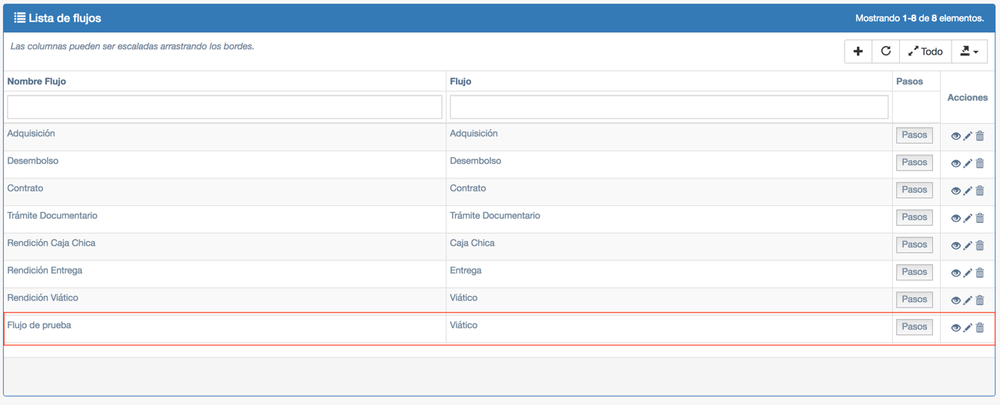 Lista de flujos
Mostrando 1-8 de 8 elementos.
Las columnas pueden ser escaladas arrastrando los bordes.
Todo
Nombre Flujo Flujo Pasos Acciones
Adquisición Adquisición Pasos
Desembolso Desembolso Pasos
Contrato Contrato Pasos
Trámite Documentario Trámite Documentario Pasos
Rendición Caja Chica Caja Chica Pasos
Rendición Entrega Entrega Pasos
Rendición Viático Viático Pasos
Flujo de prueba Viático Pasos